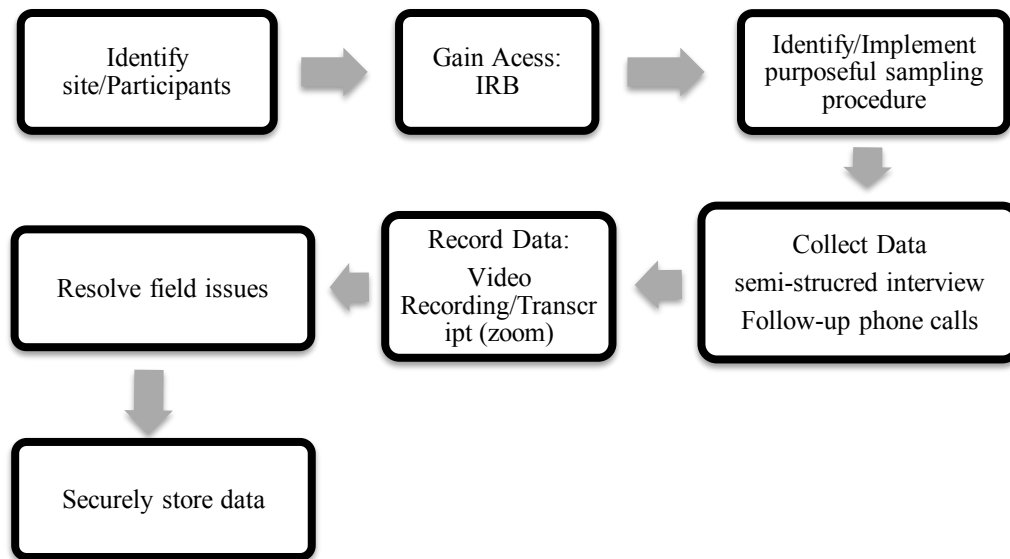 Identify
site/Participants
Gain Acess:
IRB
Identify/Implement
purposeful sampling
procedure
Collect Data
semi-strucred interview
Follow-up phone calls
Record Data:
Video
Recording/Transcr
ipt (zoom)
Resolve field issues
Securely store data